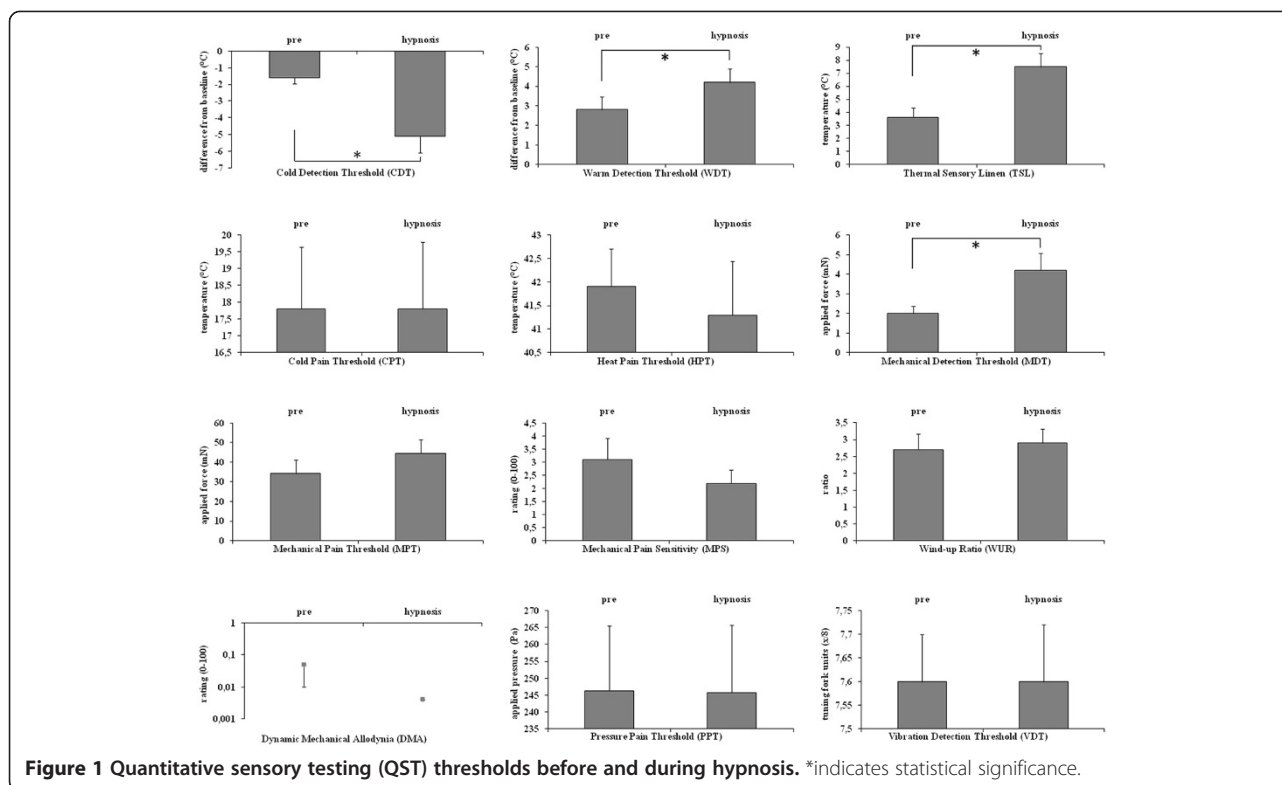 pre hypnosis
0
-1
-2
-3
-4
-5
-6
-7
difference from baseline (°C)
*
Cold Detection Threshold (CDT)
pre hypnosis
6
5
4
3
2
1
0
difference from baseline (°C)
*
Warm Detection Threshold (WDT)
pre hypnosis
9
8
7
6
5
4
3
2
1
0
temperature (°C)
*
Thermal Sensory Limen (TSL)
pre hypnosis
20
19,5
19
18,5
18
17,5
17
16,5
temperature (°C)
Cold Pain Threshold (CPT)
pre hypnosis
43
42,5
42
41,5
41
40,5
temperature (°C)
Heat Pain Threshold (HPT)
pre hypnosis
6
5
4
3
2
1
0
applied force (mN)
*
Mechanical Detection Threshold (MDT)
pre hypnosis
60
50
40
30
20
10
0
applied force (mN)
Mechanical Pain Threshold (MPT)
pre hypnosis
4,5
4
3,5
3
2,5
2
1,5
1
0,5
0
rating (0-100)
Mechanical Pain Sensitivity (MPS)
pre hypnosis
3,5
3
2,5
2
1,5
1
0,5
0
ratio
Wind-up Ratio (WUR)
pre hypnosis
1
0,1
0,01
0,001
rating (0-100)
Dynamic Mechanical Allodynia (DMA)
pre hypnosis
270
265
260
255
250
245
240
235
applied pressure (Pa)
Pressure Pain Threshold (PPT)
pre hypnosis
7,75
7,7
7,65
7,6
7,55
7,5
tuning fork units (x/8)
Vibration Detection Threshold (VDT)
Figure 1 Quantitative sensory testing (QST) thresholds before and during hypnosis. *indicates statistical significance.